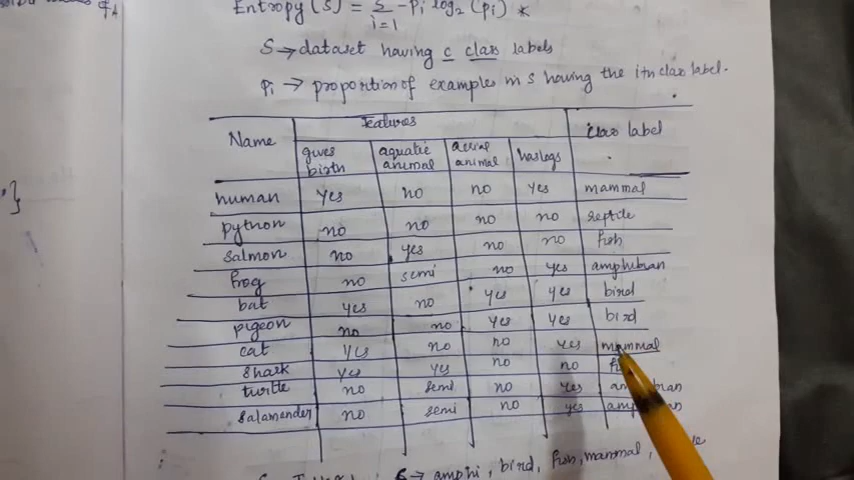 Entropy (S) = Σ -Pi log2 (Pi) *
i=1
S → dataset having c class labels
Pi → proportion of examples in S having the ith class label.
Features
Name class label
gives birth aquatic animal aerial animal haslegs
human yes no no yes mammal
python no no no no reptile
salmon no yes no no fish
frog no semi no yes amphibian
bat yes no yes yes bird
pigeon no no yes yes bird
cat yes no no yes mammal
shark yes yes no no
turtle no semi no yes
salamander no semi no yes
→ amphi, bird, fish, mammal,